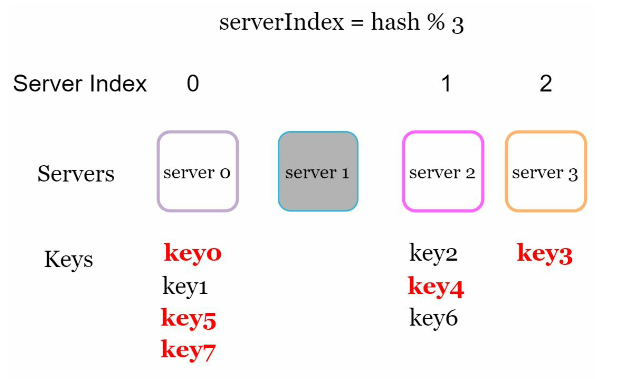 serverIndex = hash % 3
Server Index 0 1 2
Servers server 0 server 1 server 2 server 3
Keys key0 key2 key3
key1 key4
key5 key6
key7